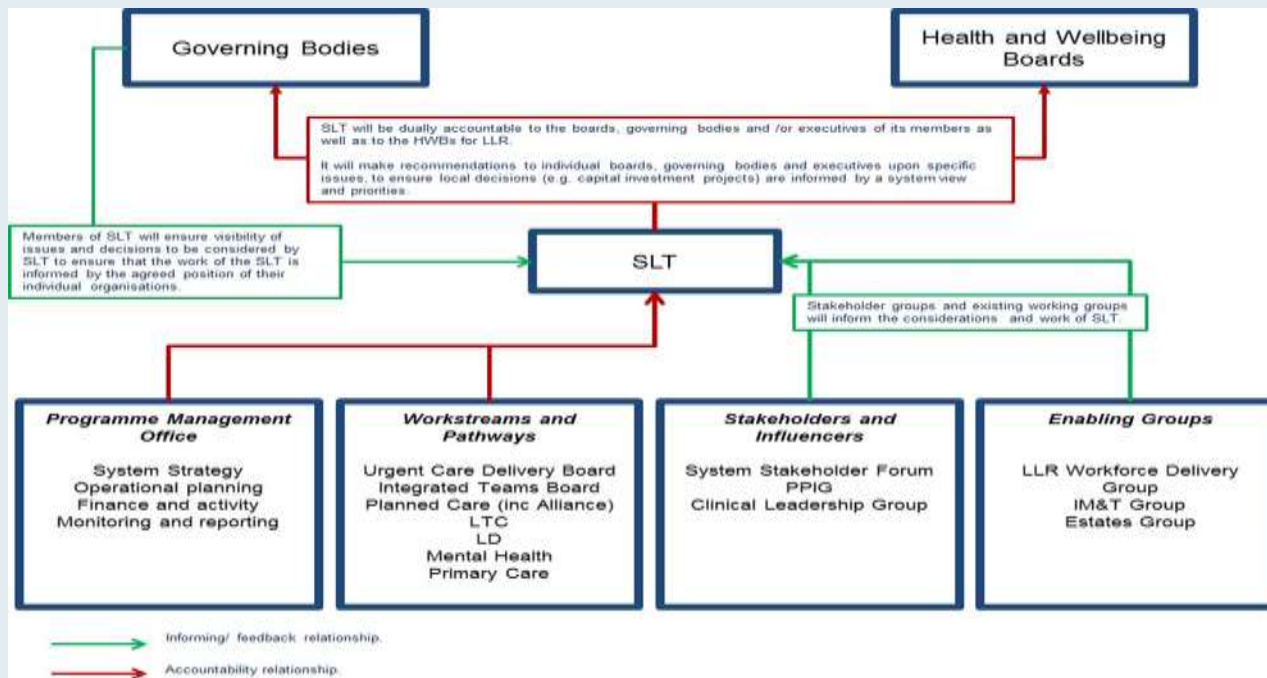 Governing Bodies
Health and Wellbeing
Boards
SLT will be dually accountable to the boards, governing bodies and /or executives of its members as
well as to the HWBs for LLR.
It will make recommendations to individual boards, governing bodies and executives upon specific
issues, to ensure local decisions (e.g. capital investment projects) are informed by a system view
and priorities.
Members of SLT will ensure visibility of
issues and decisions to be considered by
SLT to ensure that the work of the SLT is
informed by the agreed position of their
individual organisations.
SLT
Stakeholder groups and existing working groups
will inform the considerations and work of SLT.
Programme Management
Office
System Strategy
Operational planning
Finance and activity
Monitoring and reporting
Workstreams and
Pathways
Urgent Care Delivery Board
Integrated Teams Board
Planned Care (inc Alliance)
LTC
LD
Mental Health
Primary Care
Stakeholders and
Influencers
System Stakeholder Forum
PPIG
Clinical Leadership Group
Enabling Groups
LLR Workforce Delivery
Group
IM&T Group
Estates Group
Informing/ feedback relationship.
Accountability relationship.